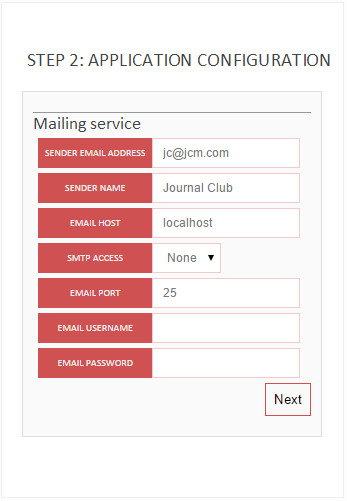 STEP 2: APPLICATION CONFIGURATION
Mailing service
SENDER EMAIL ADDRESS jc@jcm.com
SENDER NAME Journal Club
EMAIL HOST localhost
SMTP ACCESS None ▼
EMAIL PORT 25
EMAIL USERNAME
EMAIL PASSWORD
Next